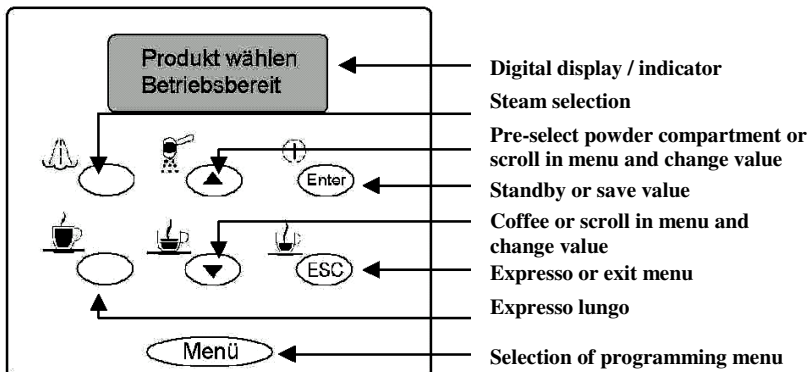 Produkt wählen
Betriebsbereit
Digital display / indicator
Steam selection
Pre-select powder compartment or
scroll in menu and change value
Enter
Standby or save value
Coffee or scroll in menu and
change value
ESC
Expresso or exit menu
Expresso lungo
Menü
Selection of programming menu